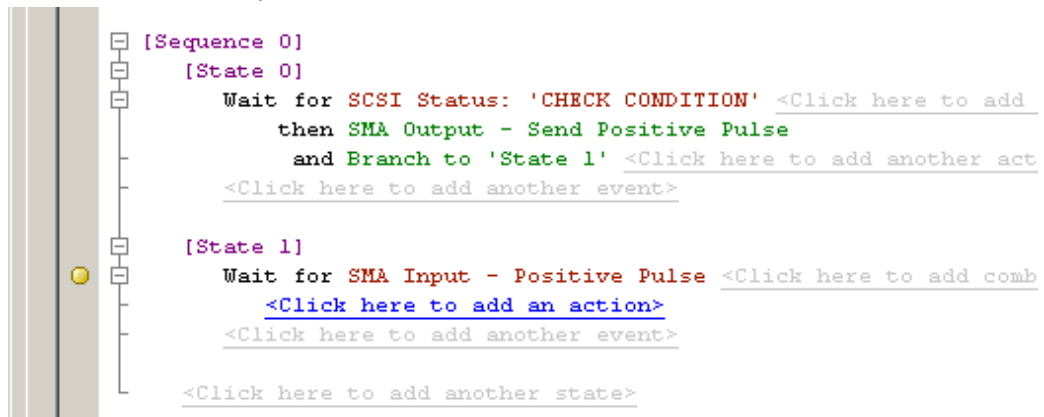 [Sequence 0]
[State 0]
Wait for SCSI Status: 'CHECK CONDITION' <Click here to add
then SMA Output - Send Positive Pulse
and Branch to 'State 1' <Click here to add another act
<Click here to add another event>
[State 1]
Wait for SMA Input - Positive Pulse <Click here to add comb
<Click here to add an action>
<Click here to add another event>
<Click here to add another state>